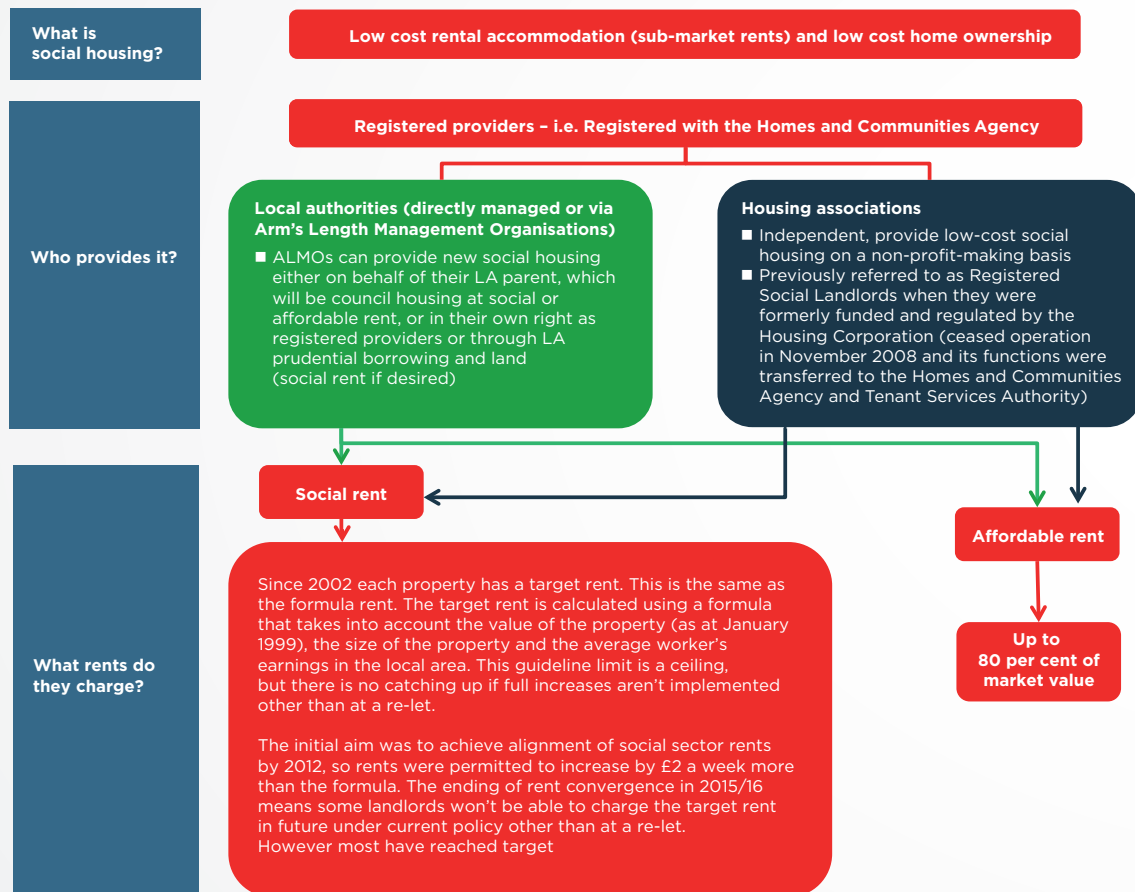 What is
social housing?
Low cost rental accommodation (sub-market rents) and low cost home ownership
Who provides it?
Registered providers – i.e. Registered with the Homes and Communities Agency
Local authorities (directly managed or via
Arm's Length Management Organisations)
■ ALMOs can provide new social housing
either on behalf of their LA parent, which
will be council housing at social or
affordable rent, or in their own right as
registered providers or through LA
prudential borrowing and land
(social rent if desired)
Housing associations
■ Independent, provide low-cost social
housing on a non-profit-making basis
■ Previously referred to as Registered
Social Landlords when they were
formerly funded and regulated by the
Housing Corporation (ceased operation
in November 2008 and its functions were
transferred to the Homes and Communities
Agency and Tenant Services Authority)
What rents do
they charge?
Social rent
Since 2002 each property has a target rent. This is the same as
the formula rent. The target rent is calculated using a formula
that takes into account the value of the property (as at January
1999), the size of the property and the average worker's
earnings in the local area. This guideline limit is a ceiling,
but there is no catching up if full increases aren't implemented
other than at a re-let.
The initial aim was to achieve alignment of social sector rents
by 2012, so rents were permitted to increase by £2 a week more
than the formula. The ending of rent convergence in 2015/16
means some landlords won't be able to charge the target rent
in future under current policy other than at a re-let.
However most have reached target
Affordable rent
Up to
80 per cent of
market value